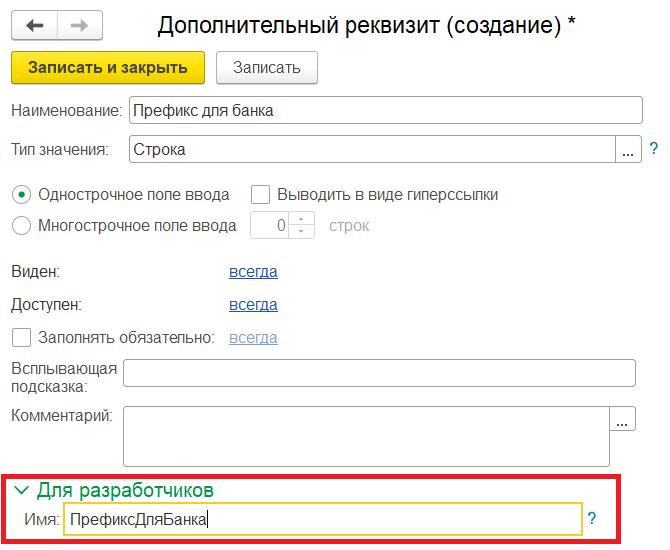 Дополнительный реквизит (создание) *
Записать и закрыть Записать
Наименование: Префикс для банка
Тип значения: Строка ... ?
Однострочное поле ввода Выводить в виде гиперссылки
Многострочное поле ввода 0 строк
Виден: всегда
Доступен: всегда
Заполнять обязательно: всегда
Всплывающая
подсказка:
Комментарий: ...
Для разработчиков
Имя: ПрефиксДляБанка ?